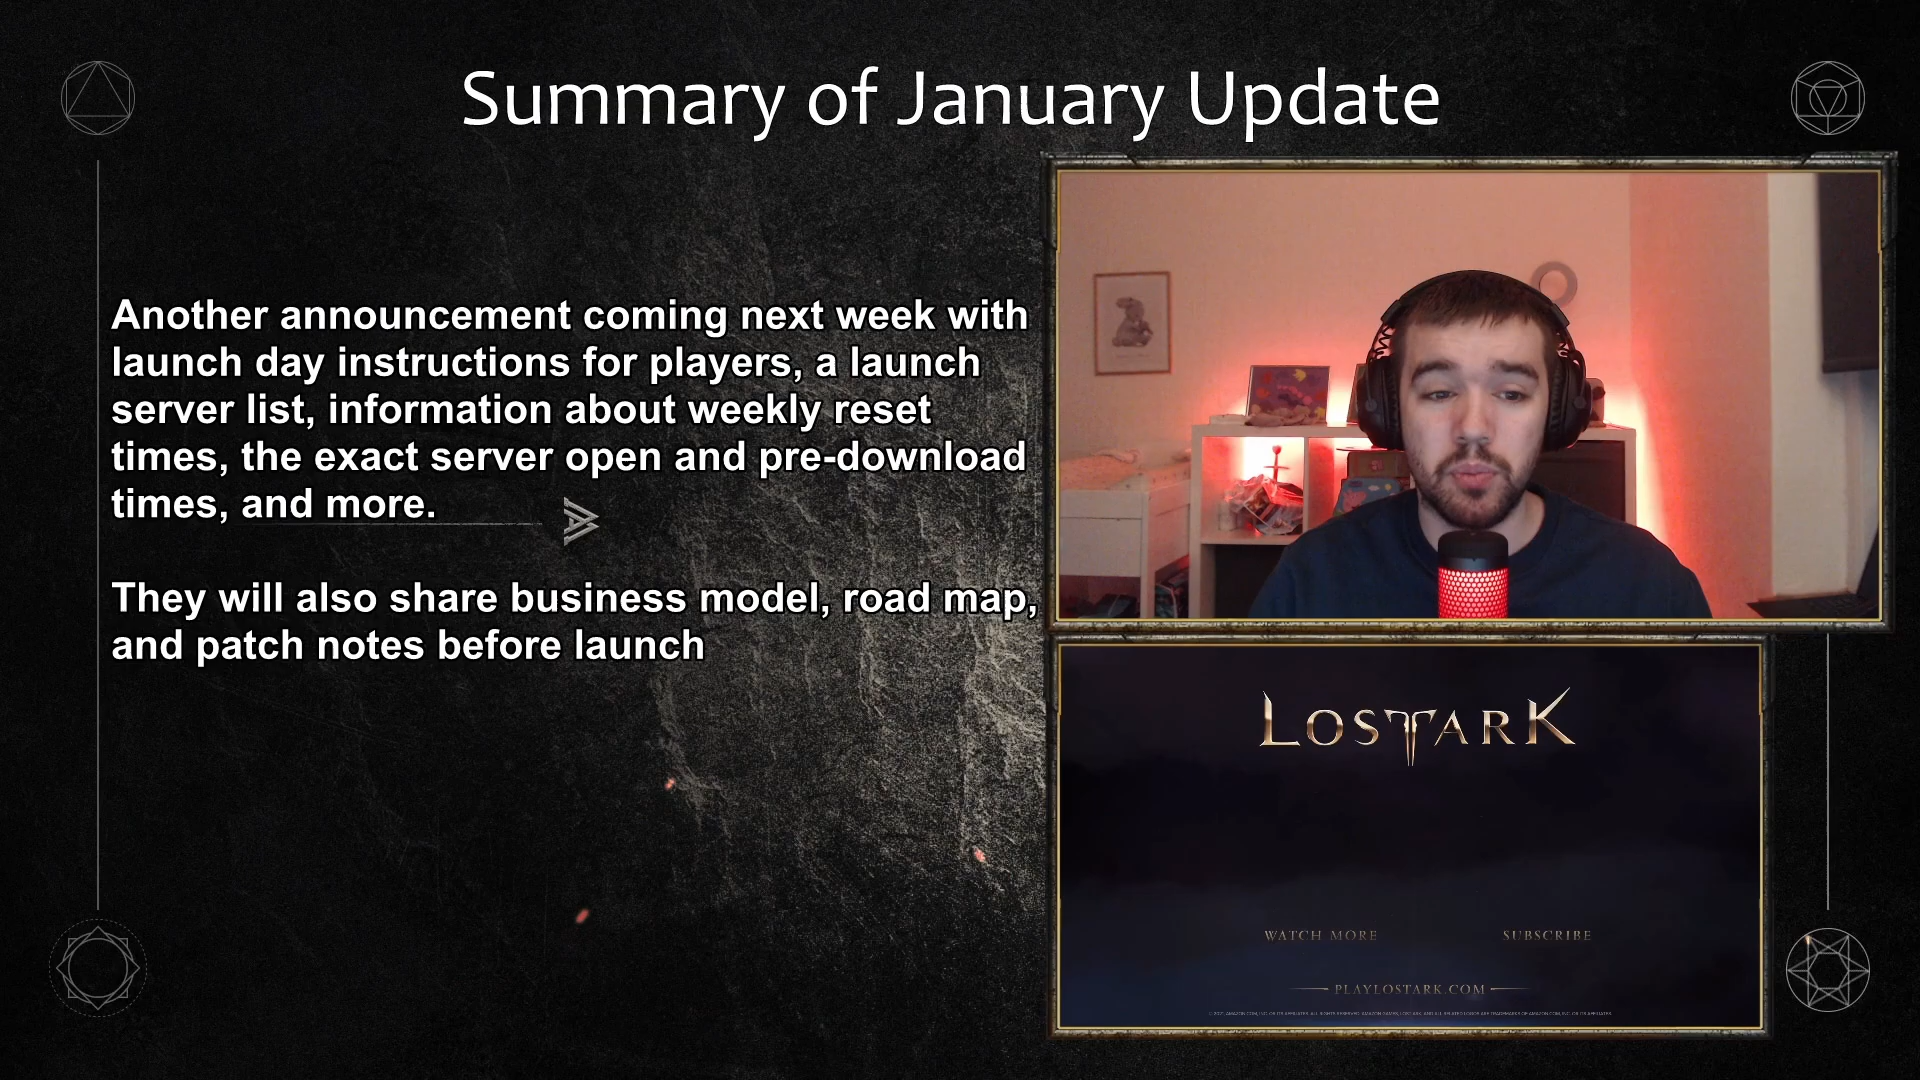 Summary of January Update
Another announcement coming next week with
launch day instructions for players, a launch
server list, information about weekly reset
times, the exact server open and pre-download
times, and more.
They will also share business model, road map,
and patch notes before launch
LOST ARK
WATCH MORE
SUBSCRIBE
PLAYLOSTARK.COM